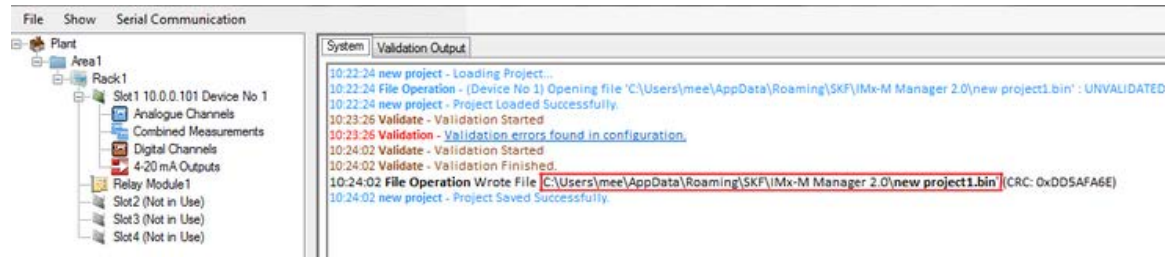 File Show Serial Communication
Plant
Area1
Rack1
Slot1 10.0.0.101 Device No 1
Analogue Channels
Combined Measurements
Digital Channels
4-20 mA Outputs
Relay Module1
Slot2 (Not in Use)
Slot3 (Not in Use)
Slot4 (Not in Use)
System Validation Output
10:22:24 new project - Loading Project...
10:22:24 File Operation - (Device No 1) Opening file 'C:\Users\mee\AppData\Roaming\SKF\IMx-M Manager 2.0\new project1.bin' : UNVALIDATED
10:22:24 new project - Project Loaded Successfully.
10:23:26 Validate - Validation Started
10:23:26 Validation - Validation errors found in configuration.
10:24:02 Validate - Validation Started
10:24:02 Validate - Validation Finished.
10:24:02 File Operation Wrote File 'C:\Users\mee\AppData\Roaming\SKF\IMx-M Manager 2.0\new project1.bin' (CRC: 0xDD5AFA6E)
10:24:02 new project - Project Saved Successfully.